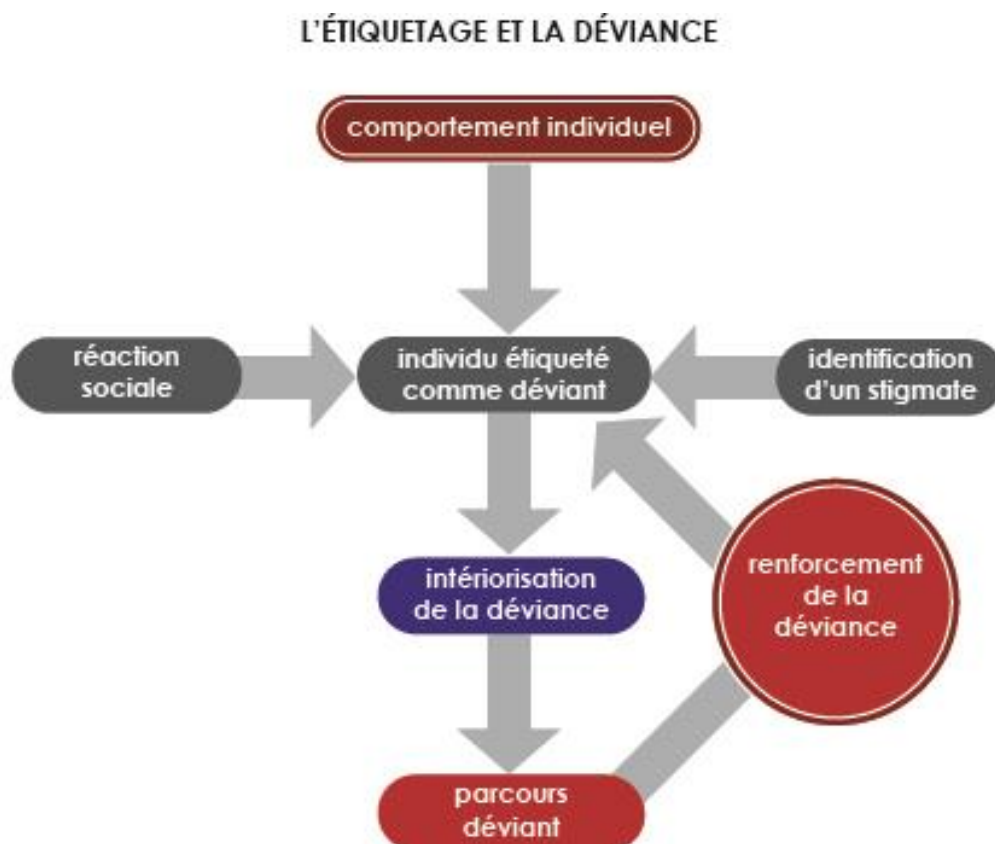 L'ÉTIQUETAGE ET LA DÉVIANCE
comportement individuel
réaction
sociale
individu étiqueté
comme déviant
identification
d'un stigmate
intériorisation
de la déviance
renforcement
de la
déviance
parcours
déviant